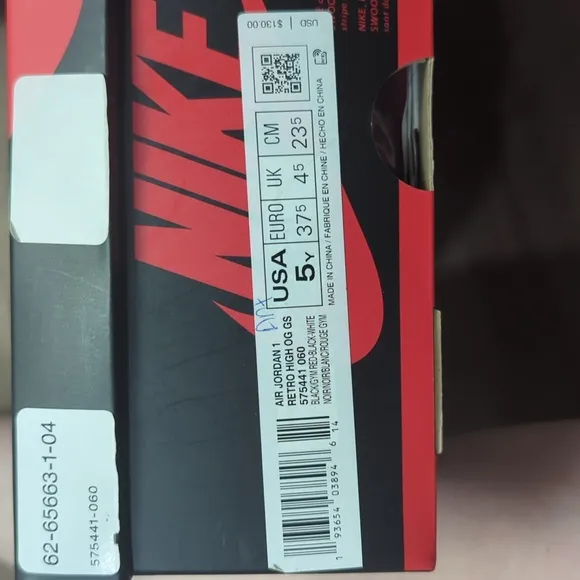 NIKE
AIR JORDAN 1
RETRO HIGH OG GS
575441 060
BLACK/GYM RED-BLACK-WHITE
NOIR/NOIR/BLANC/ROUGE GYM
1 93654 03894 6 14
USA EURO UK CM
5Y 37.5 4.5 23.5
MADE IN CHINA / FABRIQUE EN CHINE / HECHO EN CHINA
USD $130.00
62-65663-1-04
575441-060